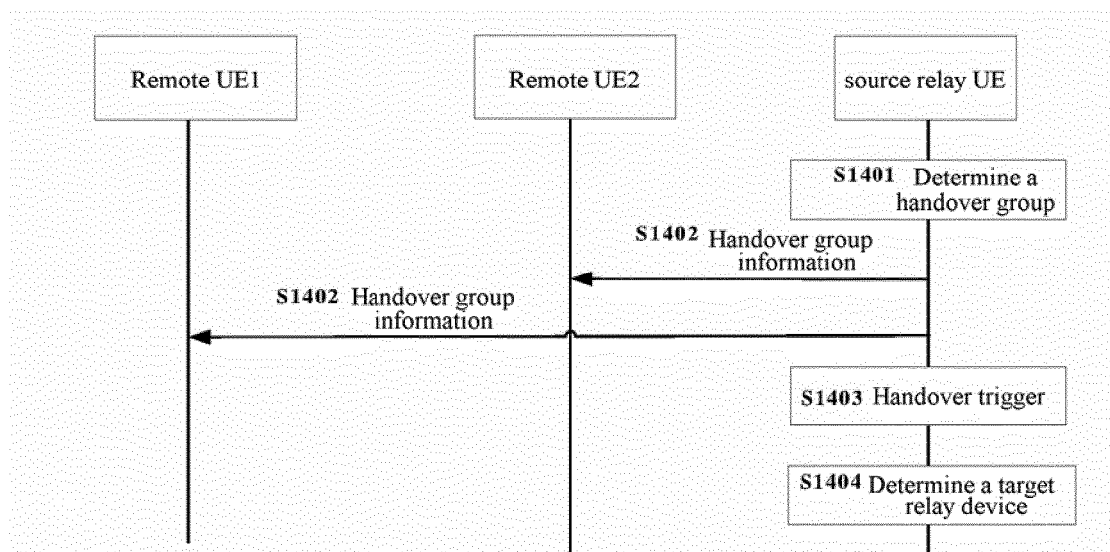 Remote UE1
Remote UE2
source relay UE
S1401 Determine a
handover group
S1402 Handover group
information
S1402 Handover group
information
S1403 Handover trigger
S1404 Determine a target
relay device